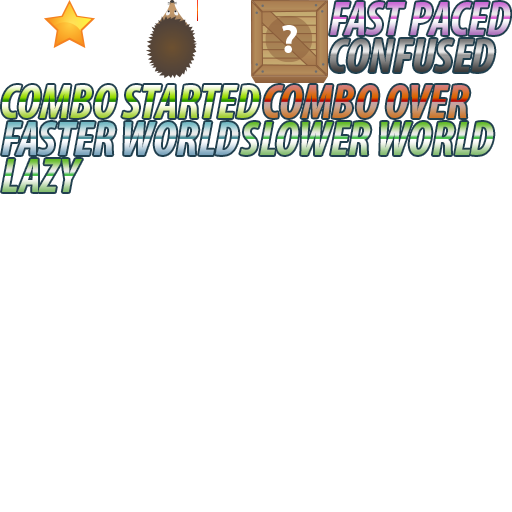 ?
FAST PACED
CONFUSED
COMBO STARTED
COMBO OVER
FASTER WORLD
SLOWER WORLD
LAZY